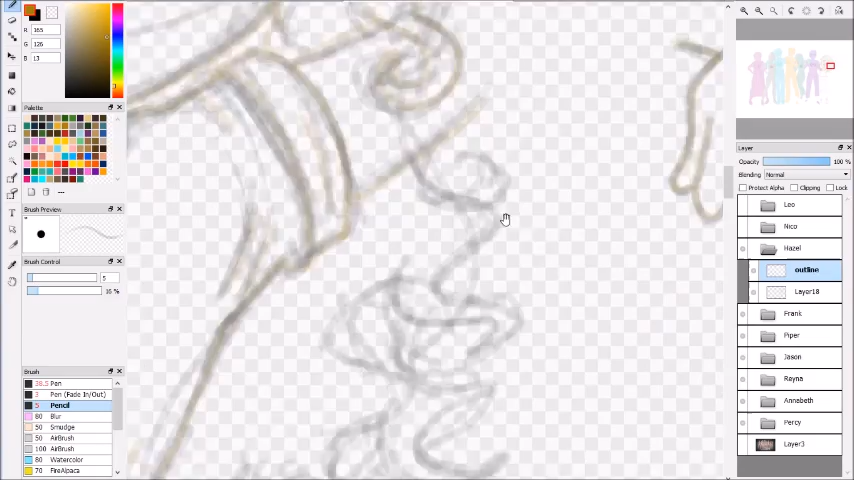 R: 165
G: 126
B: 13
Palette
Brush Preview
Brush Control
5
16 %
Brush
38.5 Pen
3 Pen (Fade In/Out)
5 Pencil
80 Blur
50 Smudge
50 AirBrush
100 AirBrush
80 Watercolor
70 FireAlpaca
Layer
Opacity 100 %
Blending Normal
Protect Alpha Clipping Lock
Leo
Nico
Hazel
outline
Layer18
Frank
Piper
Jason
Reyna
Annabeth
Percy
Layer3